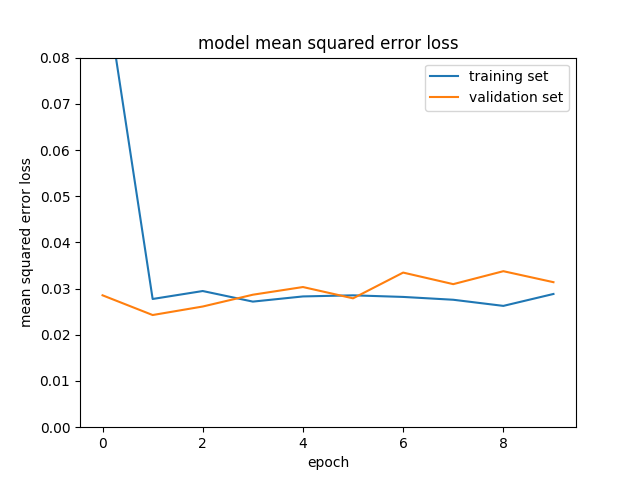 model mean squared error loss
training set
validation set
0.08
0.07
0.06
0.05
0.04
0.03
0.02
0.01
0.00
mean squared error loss
0 2 4 6 8
epoch